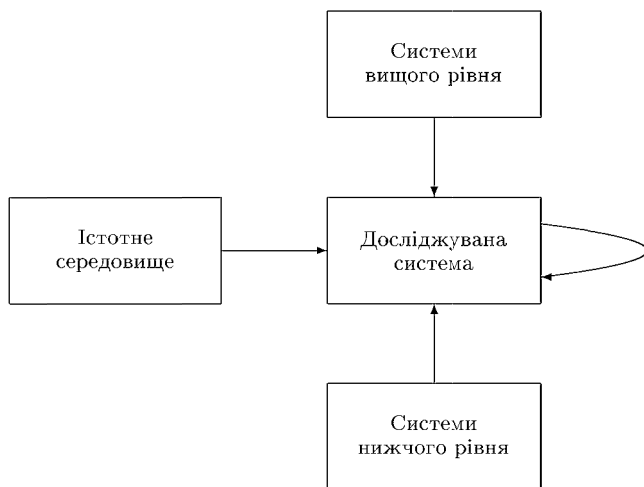 Системи
вищого рівня
Істотне
середовище
Досліджувана
система
Системи
нижчого рівня